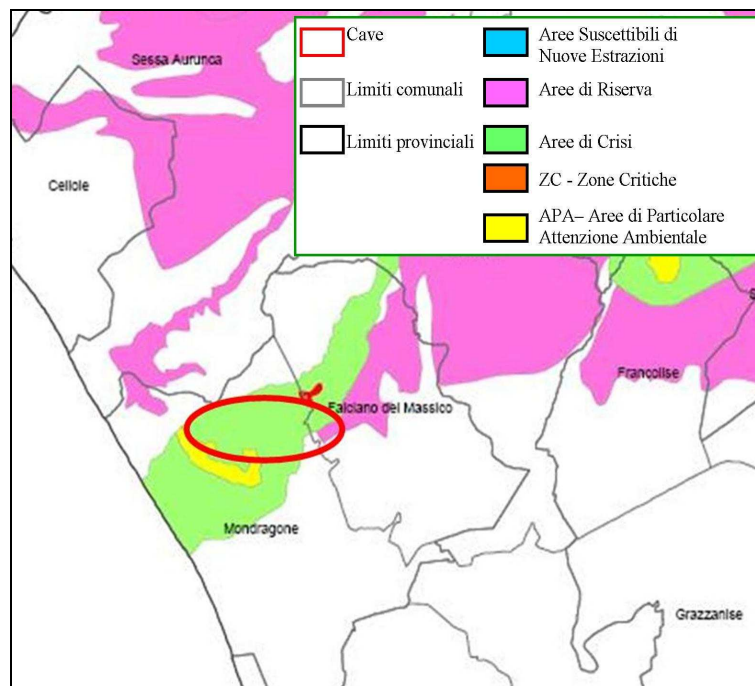 Sessa Aurunca
Cellole
Cave
Limiti comunali
Limiti provinciali
Aree Suscettibili di
Nuove Estrazioni
Aree di Riserva
Aree di Crisi
ZC - Zone Critiche
APA– Aree di Particolare
Attenzione Ambientale
S
Francolise
Falciano del Massico
Mondragone
Grazzanise